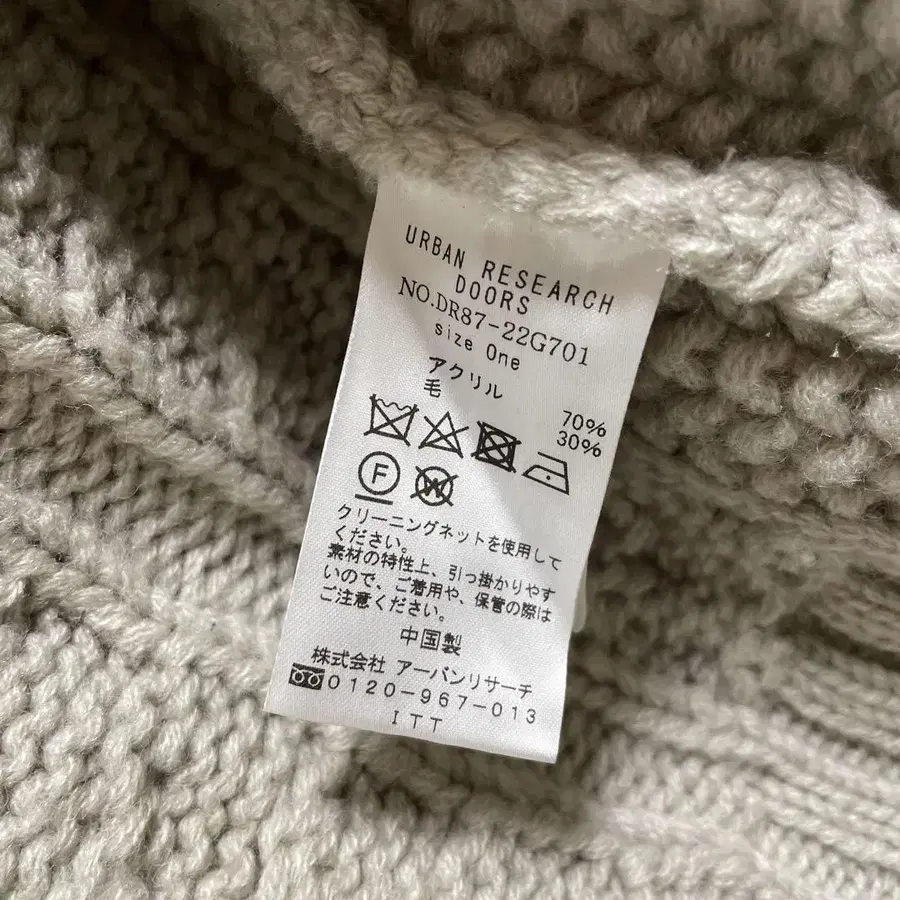 URBAN RESEARCH
DOORS
NO.DR87-22G701
size One
アクリル 70%
毛 30%
F W
クリーニングネットを使用して
ください。
素材の特性上、引っ掛かりやす
いので、ご着用や、保管の際は
ご注意ください。
中国製
株式会社 アーバンリサーチ
0120-967-013
ITT